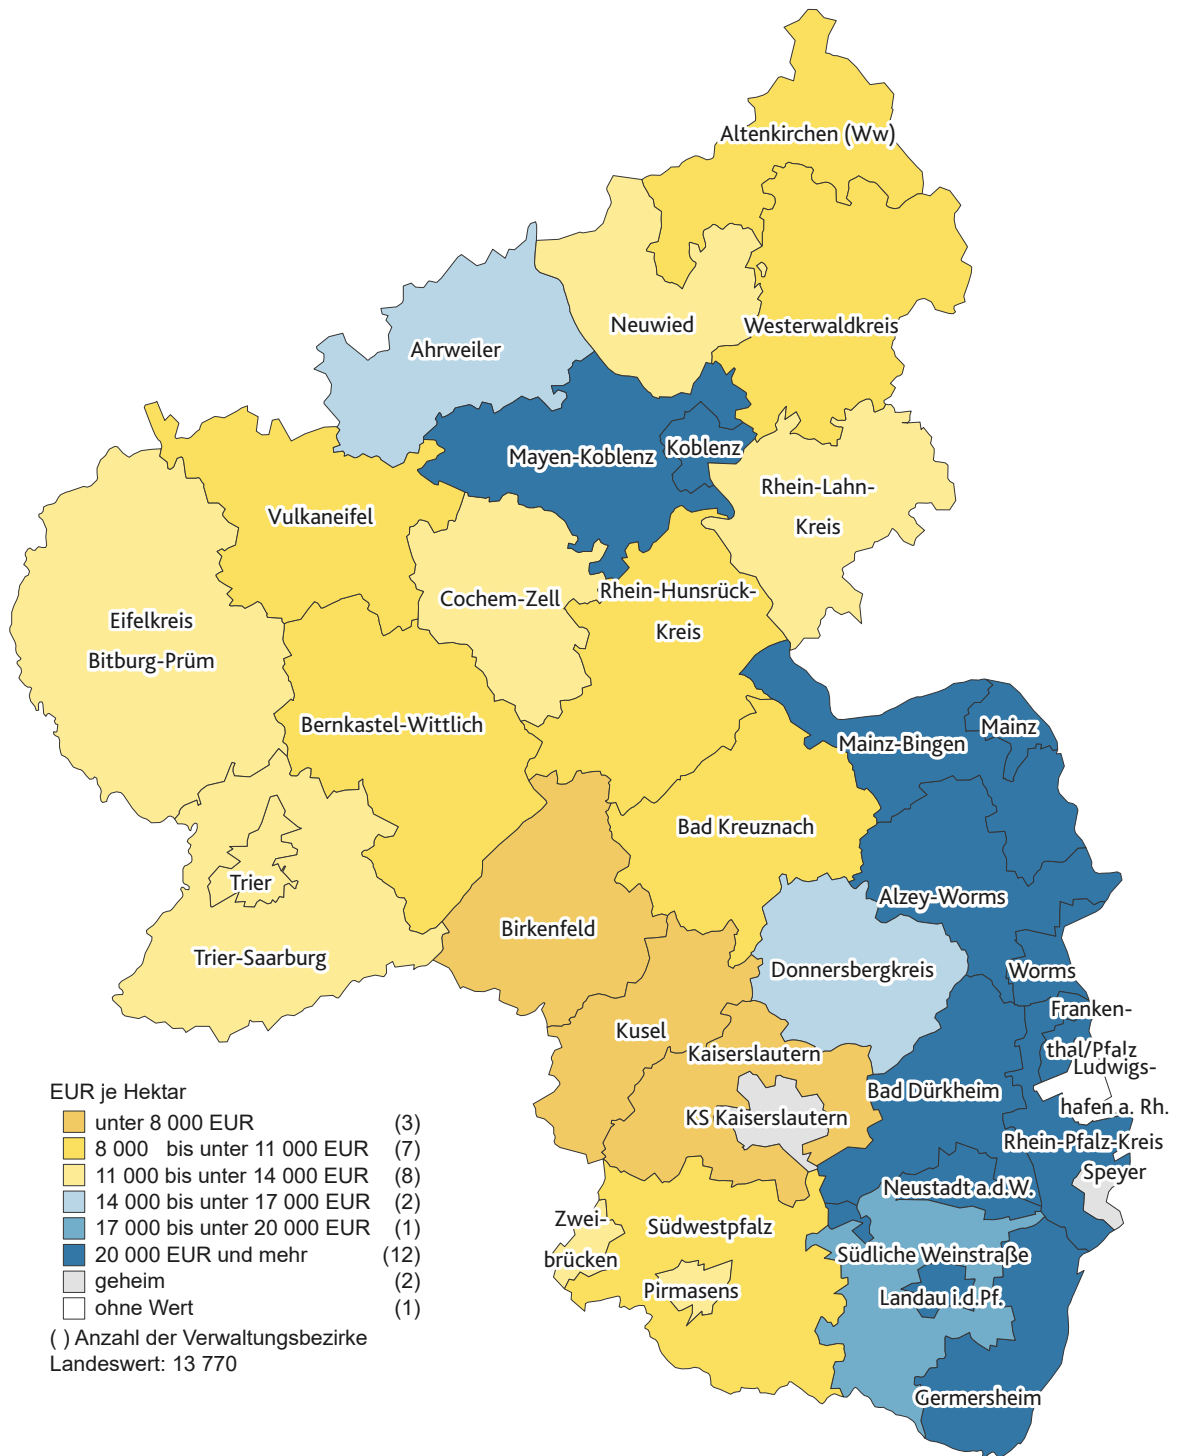 Altenkirchen (Ww)
Neuwied
Westerwaldkreis
Ahrweiler
Mayen-Koblenz
Koblenz
Rhein-Lahn-
Kreis
Vulkaneifel
Cochem-Zell
Rhein-Hunsrück-
Kreis
Eifelkreis
Bitburg-Prüm
Bernkastel-Wittlich
Mainz-Bingen
Mainz
Bad Kreuznach
Trier
Alzey-Worms
Birkenfeld
Trier-Saarburg
Donnersbergkreis
Worms
Kusel
Franken-
thal/Pfalz
Kaiserslautern
Ludwigs-
hafen a. Rh.
Bad Dürkheim
KS Kaiserslautern
Rhein-Pfalz-Kreis
Speyer
Neustadt a.d.W.
Zwei-
brücken
Südwestpfalz
Südliche Weinstraße
Pirmasens
Landau i.d.Pf.
Germersheim
EUR je Hektar
unter 8 000 EUR (3)
8 000 bis unter 11 000 EUR (7)
11 000 bis unter 14 000 EUR (8)
14 000 bis unter 17 000 EUR (2)
17 000 bis unter 20 000 EUR (1)
20 000 EUR und mehr (12)
geheim (2)
ohne Wert (1)
( ) Anzahl der Verwaltungsbezirke
Landeswert: 13 770